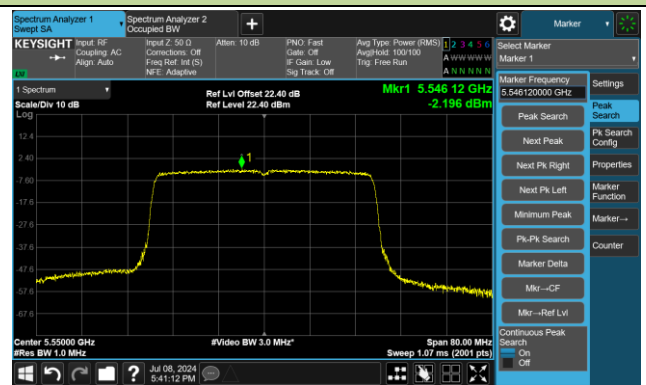 Spectrum Analyzer 1
Swept SA
Spectrum Analyzer 2
Occupied BW
+
Marker
KEYSIGHT
Input: RF
Coupling: AC
Align: Auto
Input Z: 50 Ω
Corrections: Off
Freq Ref: Int (S)
NFE: Adaptive
Atten: 10 dB
PNO: Fast
Gate: Off
IF Gain: Low
Sig Track: Off
Avg Type: Power (RMS)
Avg|Hold: 100/100
Trig: Free Run
1 2 3 4 5 6
A W W W W W
A N N N N N
Select Marker
Marker 1
LXI
1 Spectrum
Scale/Div 10 dB
Log
Ref Lvl Offset 22.40 dB
Ref Level 22.40 dBm
Mkr1 5.546 12 GHz
-2.196 dBm
12.4
2.40
-7.60
-17.6
-27.6
-37.6
-47.6
-57.6
-67.6
1
Center 5.55000 GHz
#Res BW 1.0 MHz
#Video BW 3.0 MHz*
Span 80.00 MHz
Sweep 1.07 ms (2001 pts)
Marker Frequency
5.546120000 GHz
Peak Search
Next Peak
Next Pk Right
Next Pk Left
Minimum Peak
Pk-Pk Search
Marker Delta
Mkr→CF
Mkr→Ref Lvl
Continuous Peak
Search
On
Off
Settings
Peak
Search
Pk Search
Config
Properties
Marker
Function
Marker→
Counter
?
Jul 08, 2024
5:41:12 PM